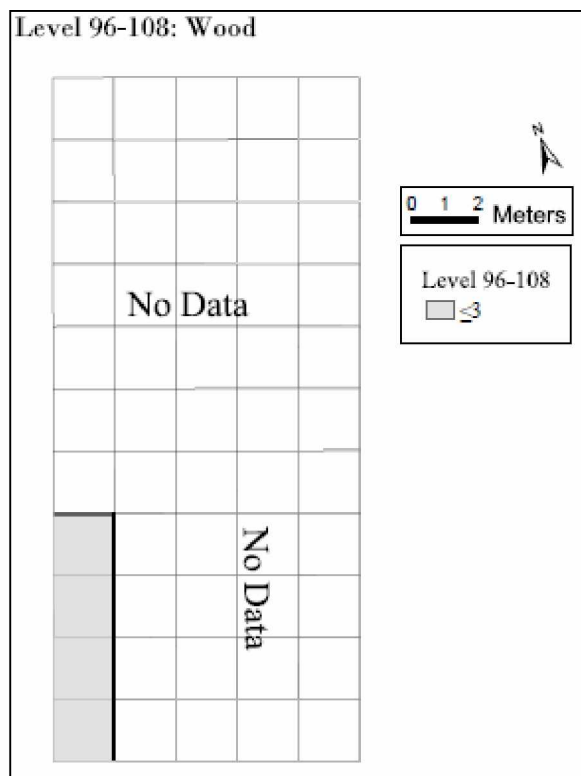 Level 96-108: Wood
N
0 1 2 Meters
Level 96-108
≤3
No Data
No Data